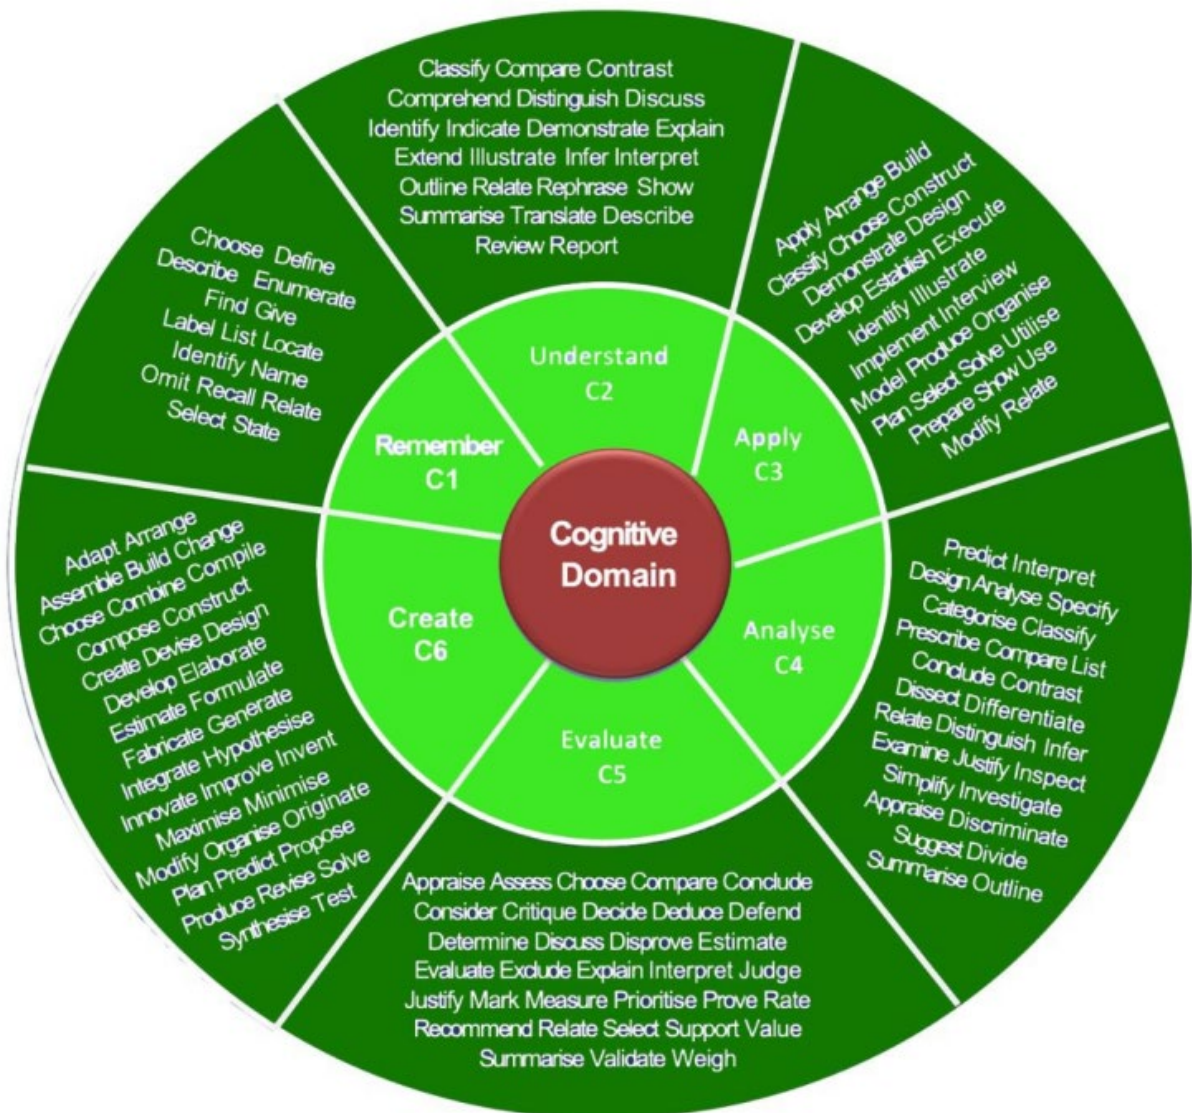 Cognitive
Domain
Remember
C1
Choose Define
Describe Enumerate
Find Give
Label List Locate
Identify Name
Omit Recall Relate
Select State
Understand
C2
Classify Compare Contrast
Comprehend Distinguish Discuss
Identify Indicate Demonstrate Explain
Extend Illustrate Infer Interpret
Outline Relate Rephrase Show
Summarise Translate Describe
Review Report
Apply
C3
Apply Arrange Build
Classify Choose Construct
Demonstrate Design
Develop Establish Execute
Identify Illustrate
Implement Interview
Model Produce Organise
Plan Select Solve Utilise
Prepare Show Use
Modify Relate
Analyse
C4
Predict Interpret
Design Analyse Specify
Categorise Classify
Prescribe Compare List
Conclude Contrast
Dissect Differentiate
Relate Distinguish Infer
Examine Justify Inspect
Simplify Investigate
Appraise Discriminate
Suggest Divide
Summarise Outline
Evaluate
C5
Appraise Assess Choose Compare Conclude
Consider Critique Decide Deduce Defend
Determine Discuss Disprove Estimate
Evaluate Exclude Explain Interpret Judge
Justify Mark Measure Prioritise Prove Rate
Recommend Relate Select Support Value
Summarise Validate Weigh
Create
C6
Adapt Arrange
Assemble Build Change
Choose Combine Compile
Compose Construct
Create Devise Design
Develop Elaborate
Estimate Formulate
Fabricate Generate
Integrate Hypothesise
Innovate Improve Invent
Maximise Minimise
Modify Organise Originate
Plan Predict Propose
Produce Revise Solve
Synthesise Test